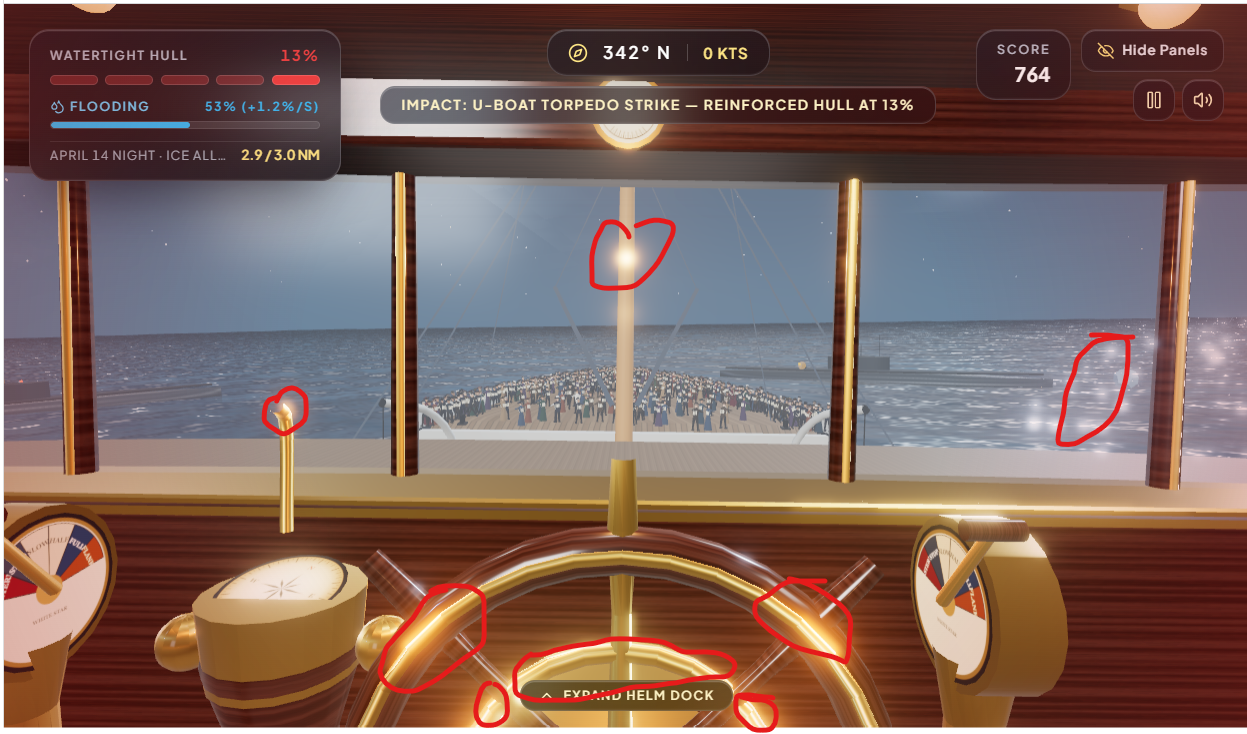 WATERTIGHT HULL 13%
FLOODING 53% (+1.2%/S)
APRIL 14 NIGHT · ICE ALL… 2.9 / 3.0 NM
342° N 0 KTS
IMPACT: U-BOAT TORPEDO STRIKE — REINFORCED HULL AT 13%
SCORE
764
Hide Panels
EXPAND HELM DOCK